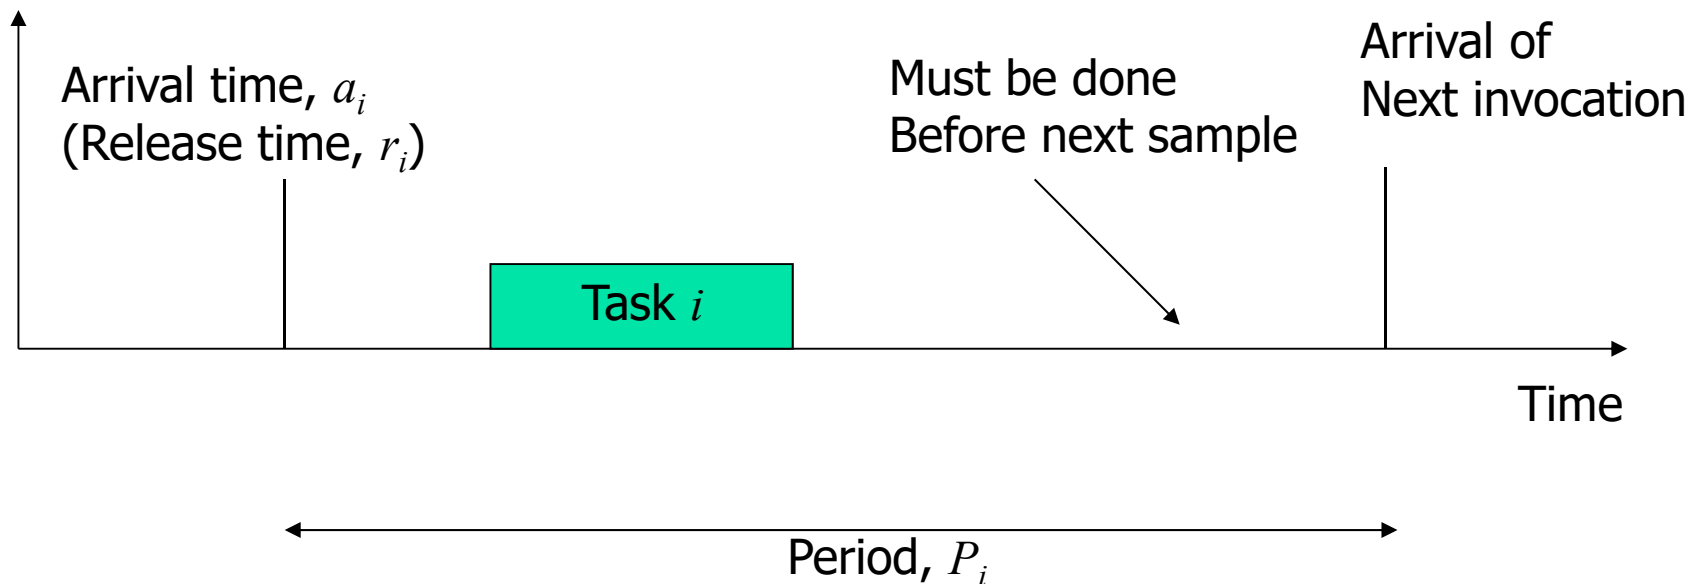 Arrival time, a_i
(Release time, r_i)
Must be done
Before next sample
Arrival of
Next invocation
Task i
Time
Period, P_i